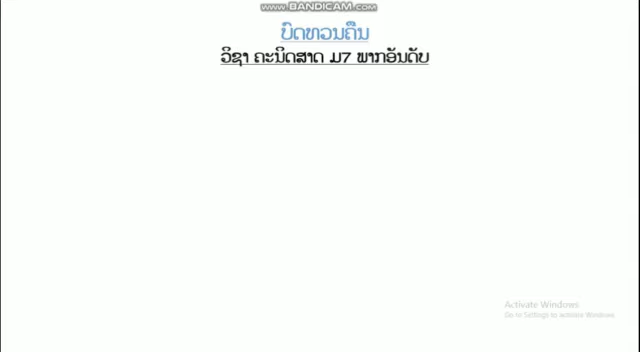 www.BANDICAM.com
ບົດທວນຄືນ
ວິຊາ ຄະນິດສາດ ມ7 ພາກອັນດັບ
Activate Windows
Go to Settings to activate Windows.